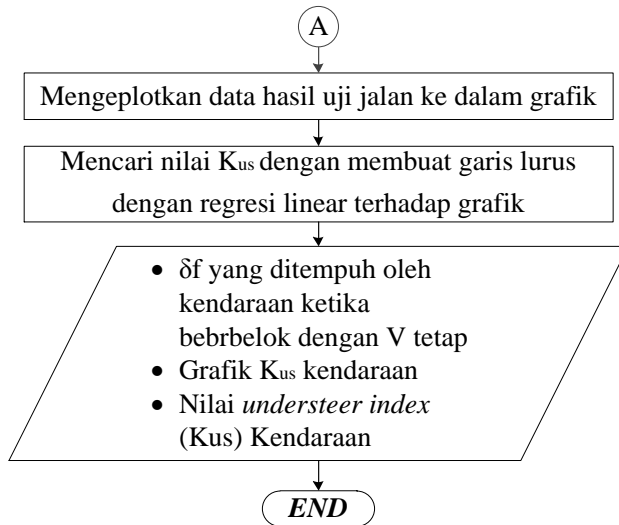 A
Mengeplotkan data hasil uji jalan ke dalam grafik
Mencari nilai Kus dengan membuat garis lurus
dengan regresi linear terhadap grafik
• δf yang ditempuh oleh
kendaraan ketika
bebrbelok dengan V tetap
• Grafik Kus kendaraan
• Nilai understeer index
(Kus) Kendaraan
END